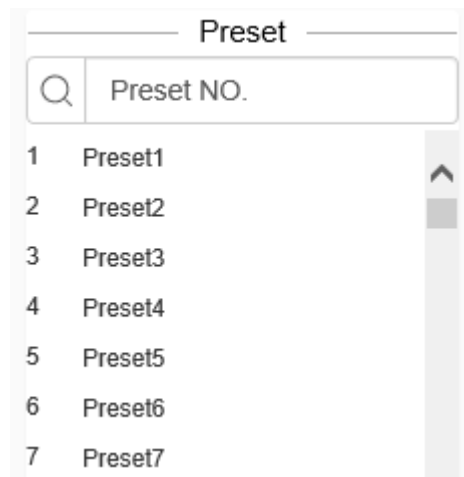 Preset
Preset NO.
1 Preset1
2 Preset2
3 Preset3
4 Preset4
5 Preset5
6 Preset6
7 Preset7